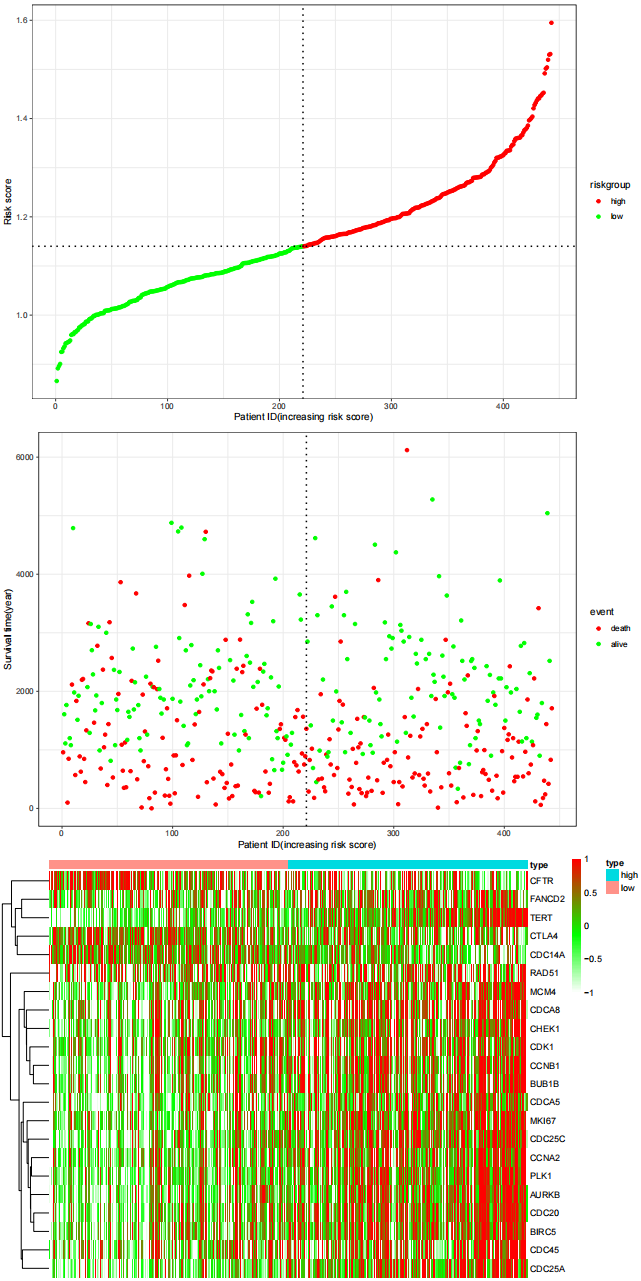 1.6
1.4
1.2
1.0
Risk score
0
100
200
300
400
Patient ID(increasing risk score)
riskgroup
high
low
6000
4000
2000
0
Survival time(year)
0
100
200
300
400
Patient ID(increasing risk score)
event
death
alive
type
CFTR
FANCD2
TERT
CTLA4
CDC14A
RAD51
MCM4
CDCA8
CHEK1
CDK1
CCNB1
BUB1B
CDCA5
MKI67
CDC25C
CCNA2
PLK1
AURKB
CDC20
BIRC5
CDC45
CDC25A
1
0.5
0
−0.5
−1
type
high
low